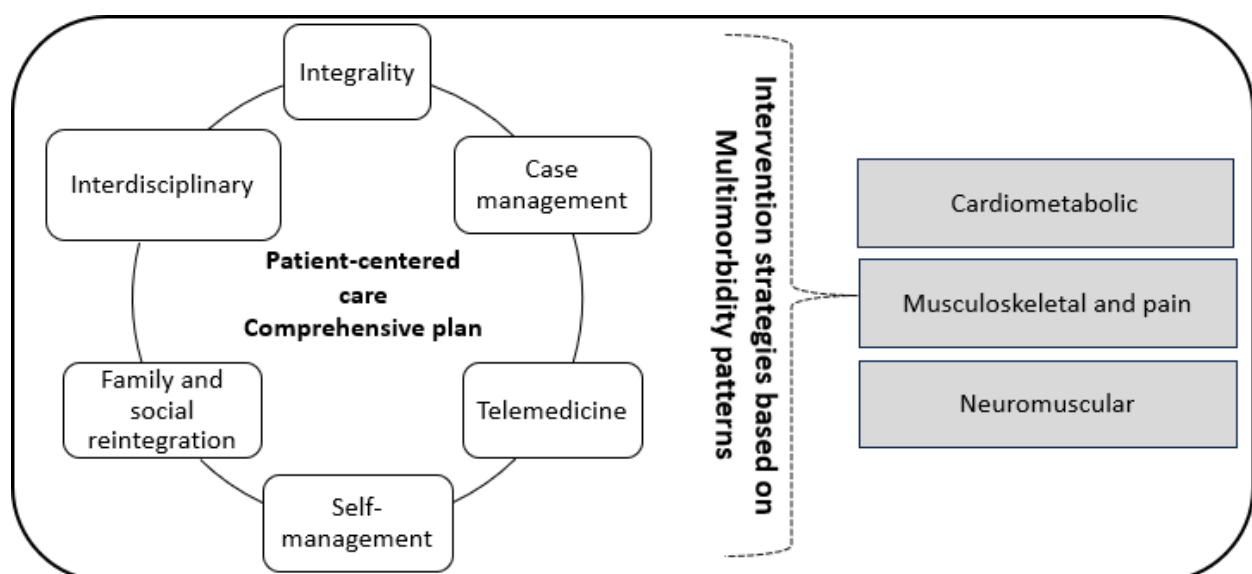 Integrality
Interdisciplinary
Case
management
Patient-centered
care
Comprehensive plan
Family and
social
reintegration
Telemedicine
Self-
management
Intervention strategies based on
Multimorbidity patterns
Cardiometabolic
Musculoskeletal and pain
Neuromuscular